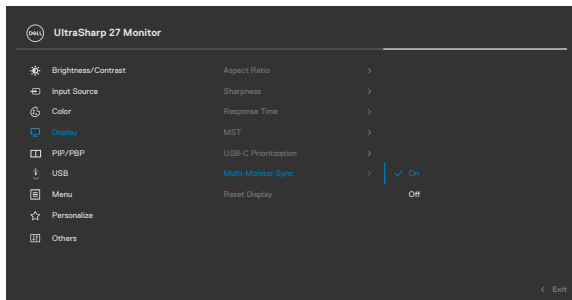 DELL UltraSharp 27 Monitor
Brightness/Contrast Aspect Ratio >
Input Source Sharpness >
Color Response Time >
Display MST >
PIP/PBP USB-C Prioritization >
USB Multi-Monitor Sync > ✓ On
Menu Reset Display Off
Personalize
Others
< Exit